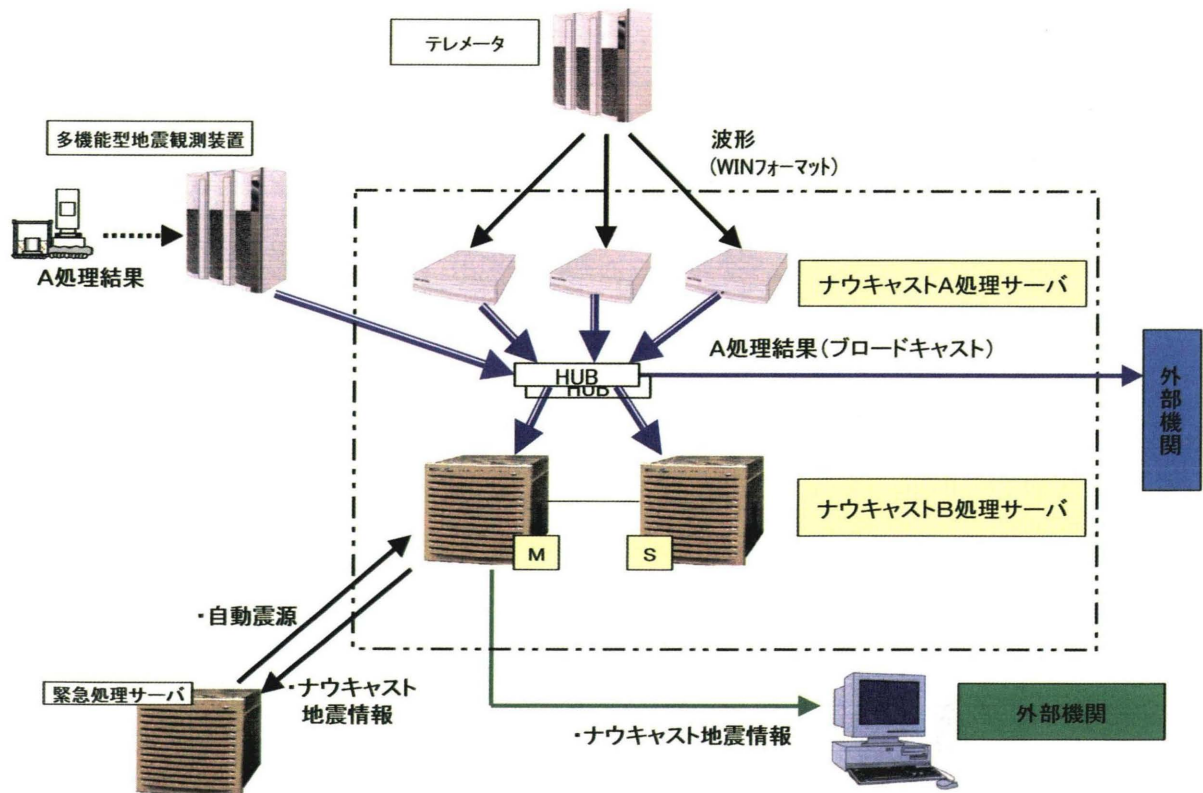 テレメータ
多機能型地震観測装置
波形
(WINフォーマット)
A処理結果
ナウキャストA処理サーバ
A処理結果(ブロードキャスト)
HUB
HUB
外部機関
ナウキャストB処理サーバ
M
S
・自動震源
緊急処理サーバ
・ナウキャスト
地震情報
・ナウキャスト地震情報
外部機関